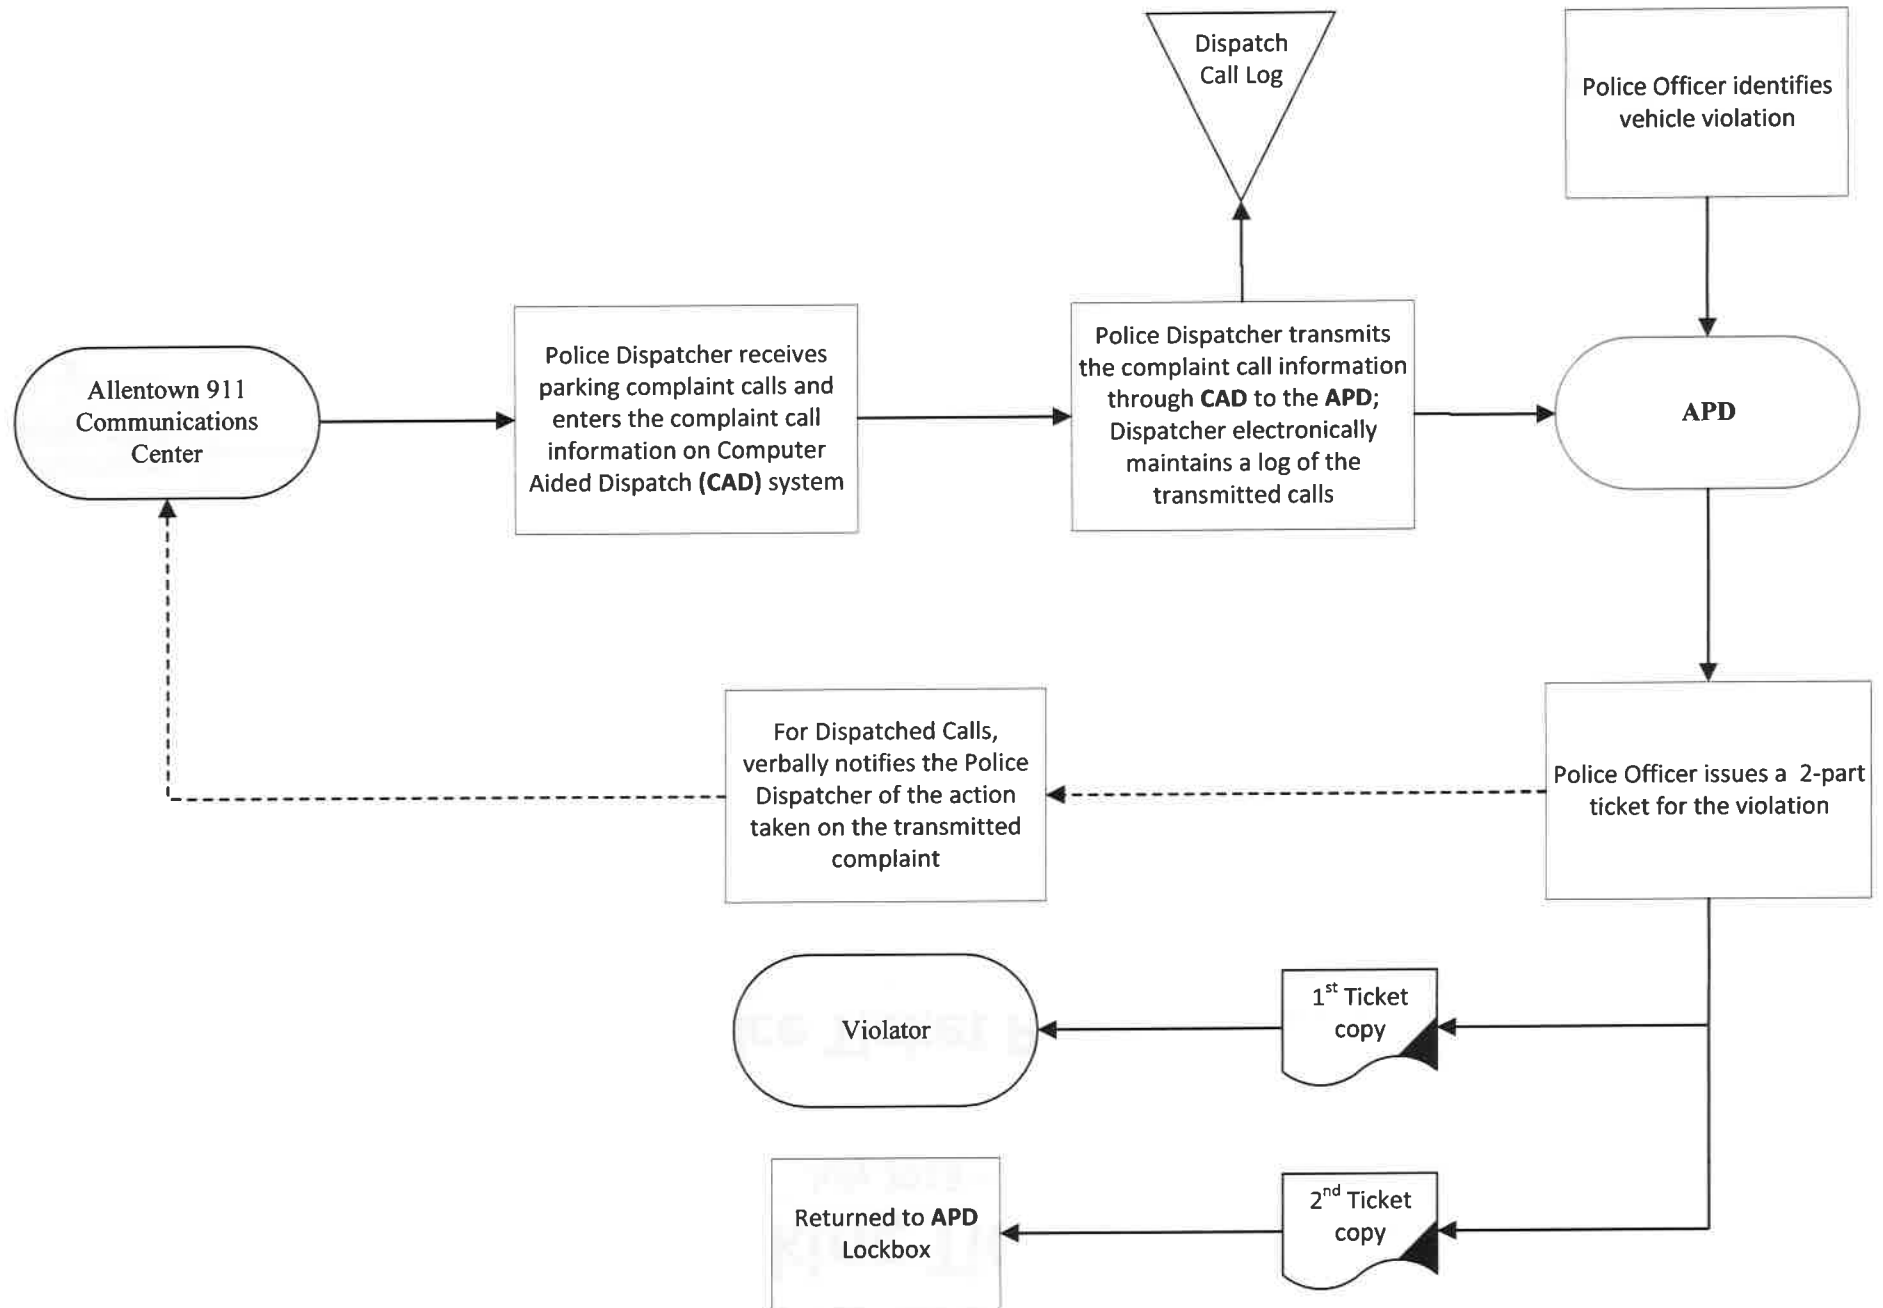 Dispatch
Call Log
Police Officer identifies
vehicle violation
Allentown 911
Communications
Center
Police Dispatcher receives
parking complaint calls and
enters the complaint call
information on Computer
Aided Dispatch (CAD) system
Police Dispatcher transmits
the complaint call information
through CAD to the APD;
Dispatcher electronically
maintains a log of the
transmitted calls
APD
For Dispatched Calls,
verbally notifies the Police
Dispatcher of the action
taken on the transmitted
complaint
Police Officer issues a 2-part
ticket for the violation
Violator
1st Ticket
copy
Returned to APD
Lockbox
2nd Ticket
copy